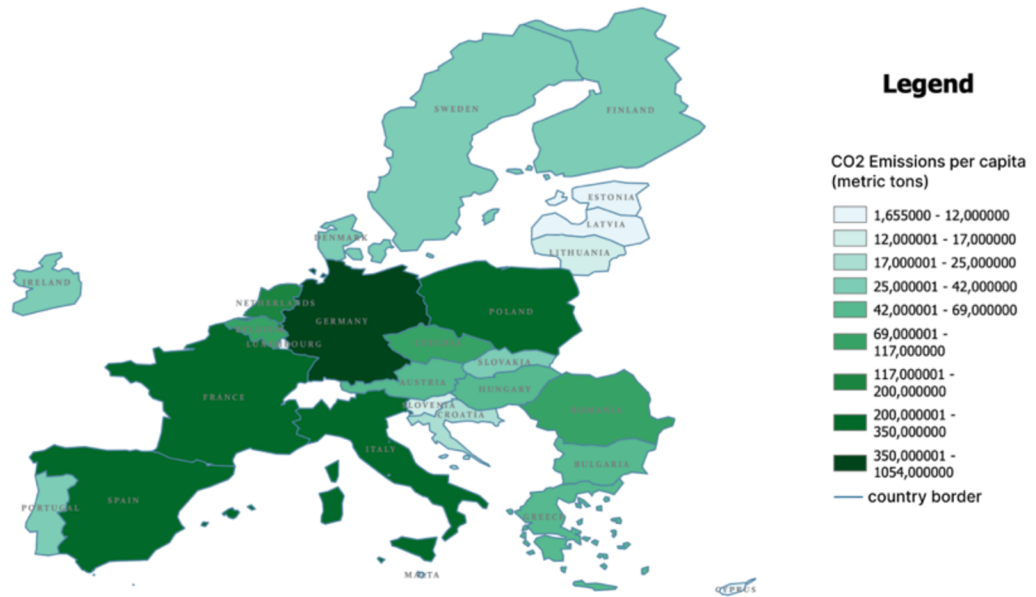 SWEDEN
FINLAND
ESTONIA
LATVIA
LITHUANIA
DENMARK
IRELAND
NETHERLANDS
GERMANY
POLAND
LUXEMBOURG
SLOVAKIA
AUSTRIA
HUNGARY
FRANCE
SLOVENIA
CROATIA
ITALY
BULGARIA
SPAIN
PORTUGAL
GREECE
MALTA
CYPRUS
Legend
CO2 Emissions per capita
(metric tons)
1,655000 - 12,000000
12,000001 - 17,000000
17,000001 - 25,000000
25,000001 - 42,000000
42,000001 - 69,000000
69,000001 -
117,000000
117,000001 -
200,000000
200,000001 -
350,000000
350,000001 -
1054,000000
country border